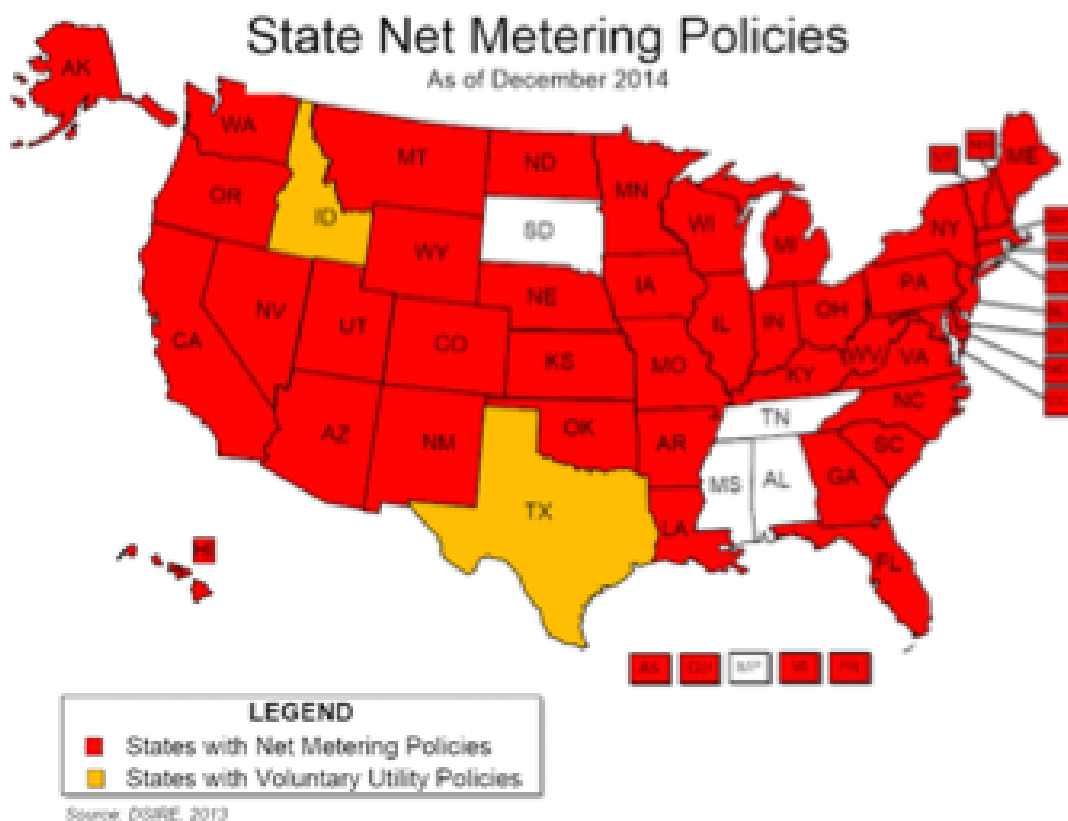 State Net Metering Policies
As of December 2014
AK
WA
MT
ND
MN
VT
NH
ME
OR
ID
SD
WI
MI
NY
WY
IA
PA
NV
NE
IL
IN
OH
UT
CO
CA
KS
MO
WV
VA
KY
NC
TN
AZ
NM
OK
AR
SC
MS
AL
GA
TX
LA
HI
FL
AS
GU
MP
VI
PR
LEGEND
States with Net Metering Policies
States with Voluntary Utility Policies
Source: DSIRE, 2013